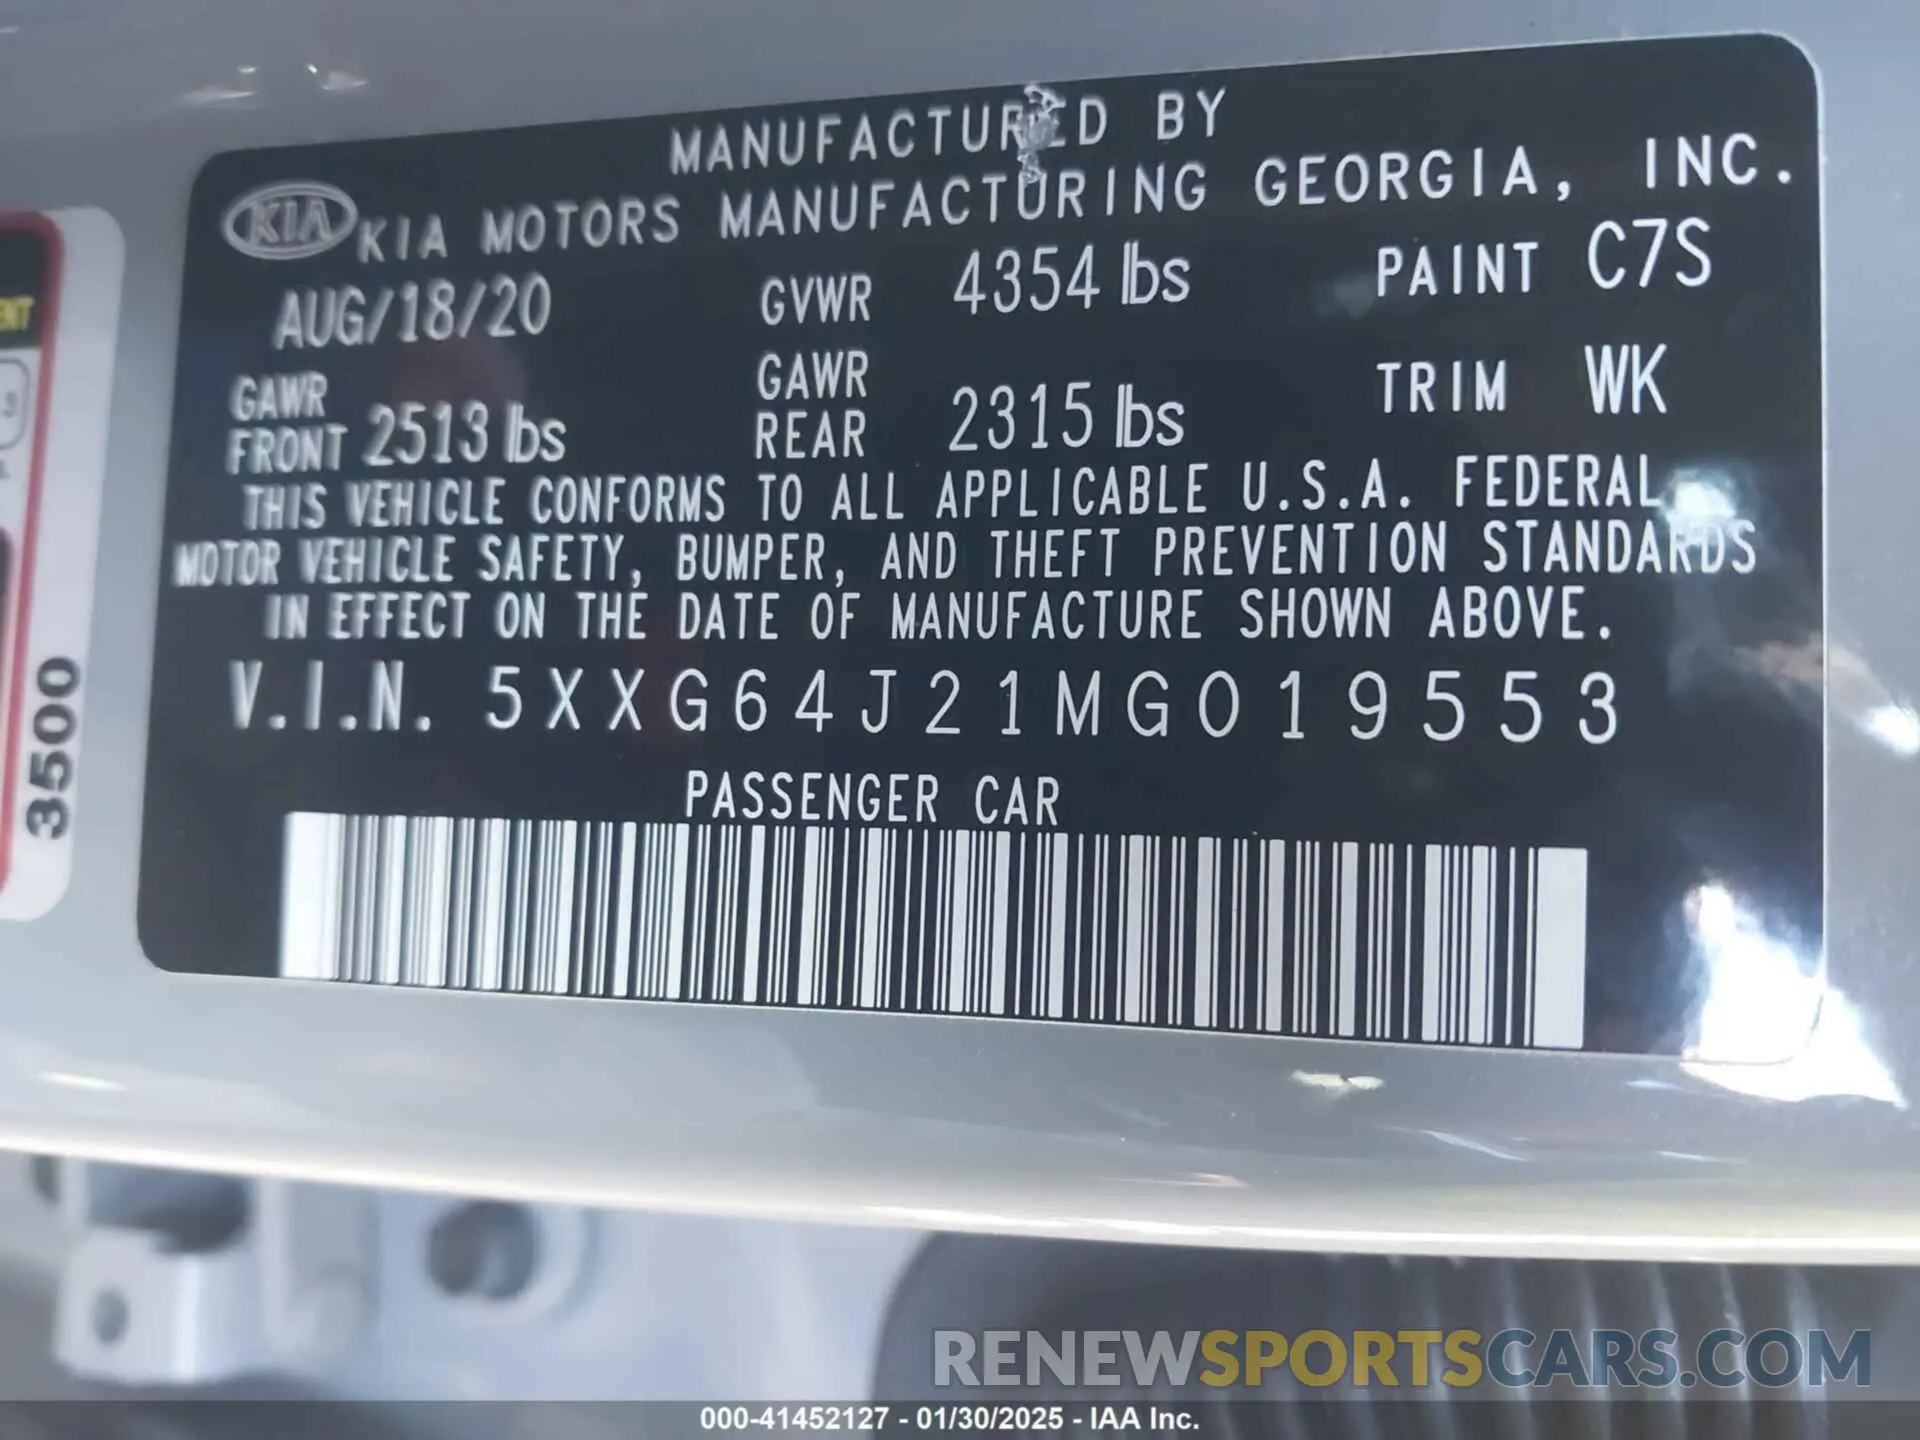 MANUFACTURED BY
KIA KIA MOTORS MANUFACTURING GEORGIA, INC.
AUG/18/20 GVWR 4354 lbs PAINT C7S
GAWR FRONT 2513 lbs GAWR REAR 2315 lbs TRIM WK
THIS VEHICLE CONFORMS TO ALL APPLICABLE U.S.A. FEDERAL
MOTOR VEHICLE SAFETY, BUMPER, AND THEFT PREVENTION STANDARDS
IN EFFECT ON THE DATE OF MANUFACTURE SHOWN ABOVE.
V.I.N. 5XXG64J21MG019553
PASSENGER CAR
3500
RENEWSPORTSCARS.COM
000-41452127 - 01/30/2025 - IAA Inc.